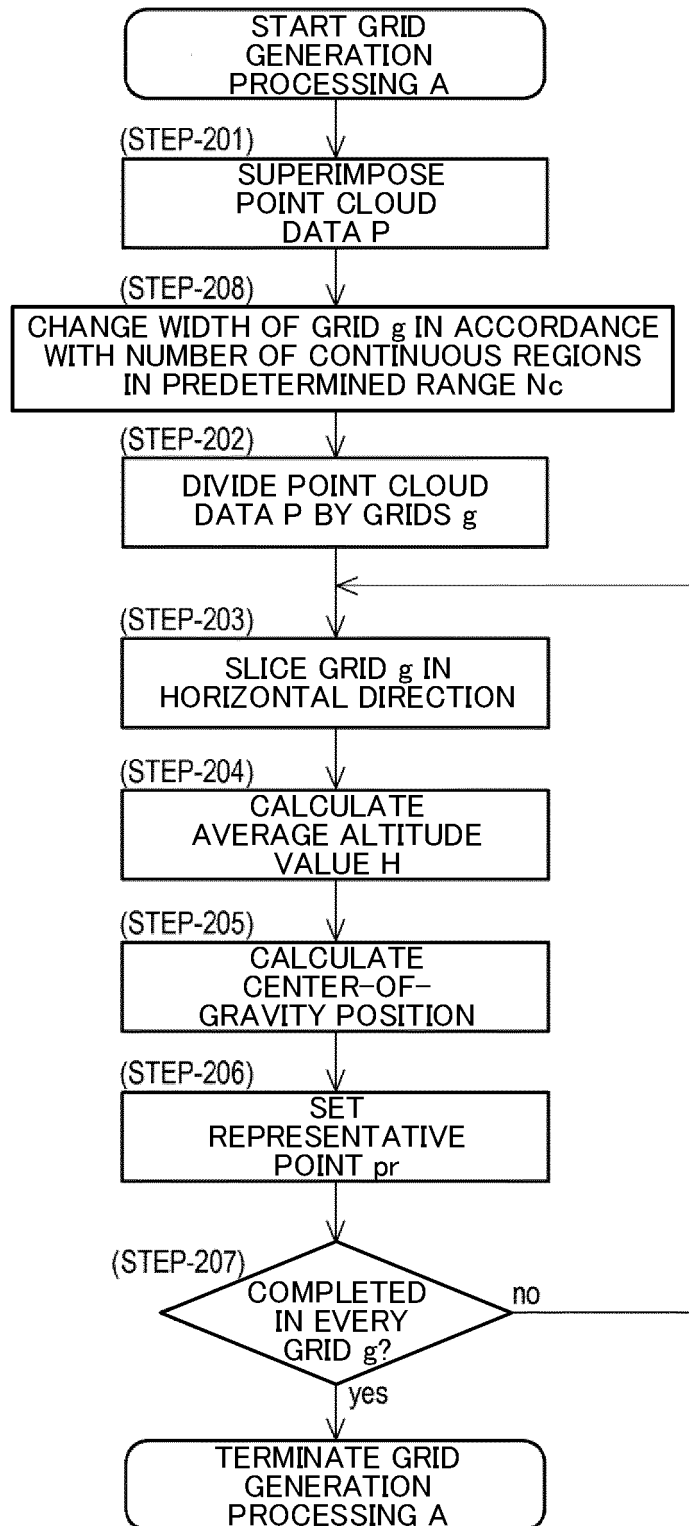 START GRID
GENERATION
PROCESSING A
(STEP-201)
SUPERIMPOSE
POINT CLOUD
DATA P
(STEP-208)
CHANGE WIDTH OF GRID g IN ACCORDANCE
WITH NUMBER OF CONTINUOUS REGIONS
IN PREDETERMINED RANGE Nc
(STEP-202)
DIVIDE POINT CLOUD
DATA P BY GRIDS g
(STEP-203)
SLICE GRID g IN
HORIZONTAL DIRECTION
(STEP-204)
CALCULATE
AVERAGE ALTITUDE
VALUE H
(STEP-205)
CALCULATE
CENTER-OF-
GRAVITY POSITION
(STEP-206)
SET
REPRESENTATIVE
POINT pr
(STEP-207)
COMPLETED
IN EVERY
GRID g?
no
yes
TERMINATE GRID
GENERATION
PROCESSING A